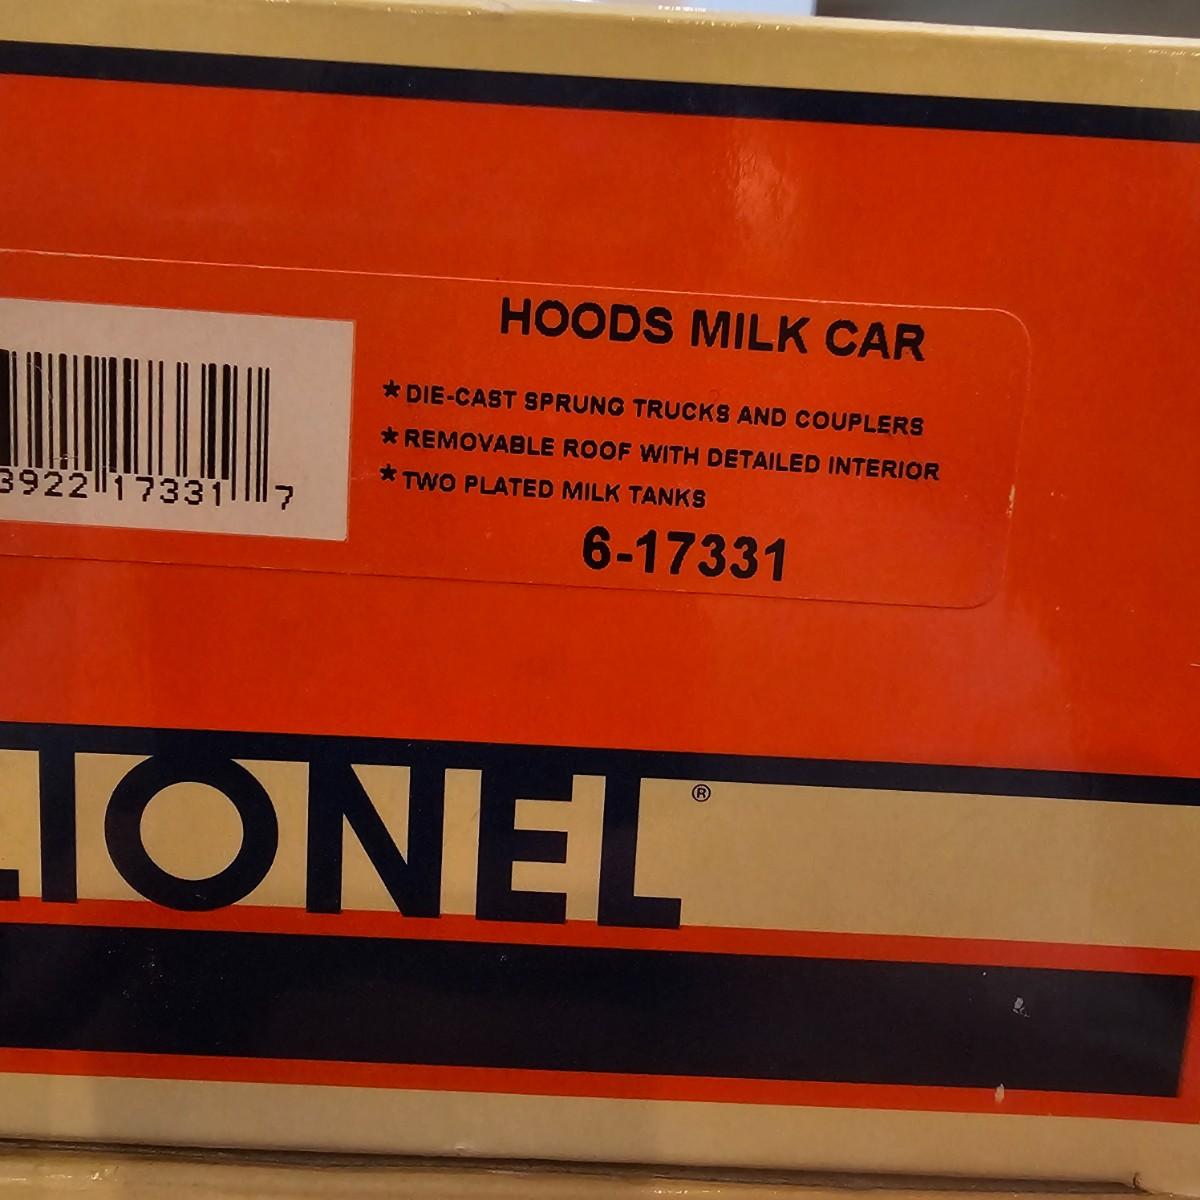 HOODS MILK CAR
★ DIE-CAST SPRUNG TRUCKS AND COUPLERS
★ REMOVABLE ROOF WITH DETAILED INTERIOR
★ TWO PLATED MILK TANKS
6-17331
3922 17331 7
LIONEL®